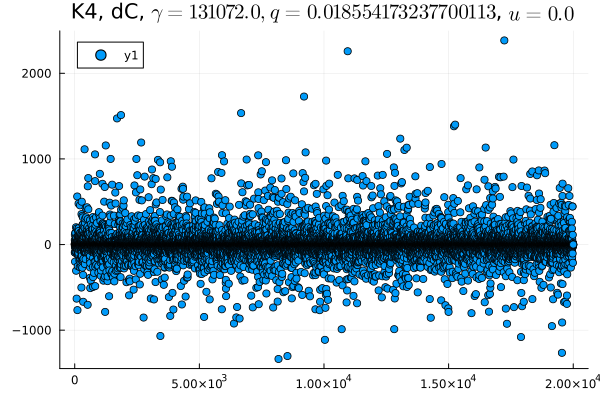 K4, dC, γ = 131072.0, q = 0.018554173237700113, u = 0.0
y1
2000
1000
0
−1000
0 5.00×10³ 1.00×10⁴ 1.50×10⁴ 2.00×10⁴